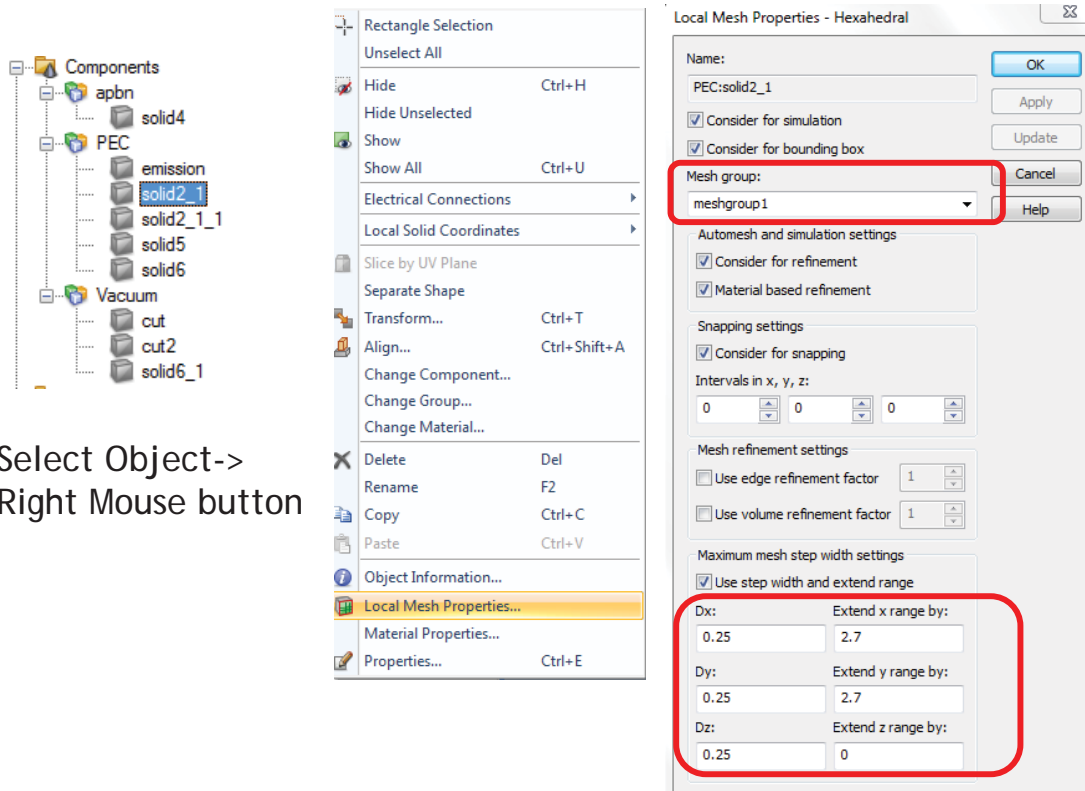 Components
apbn
solid4
PEC
emission
solid2_1
solid2_1_1
solid5
solid6
Vacuum
cut
cut2
solid6_1
Select Object->
Right Mouse button
Rectangle Selection
Unselect All
Hide Ctrl+H
Hide Unselected
Show
Show All Ctrl+U
Electrical Connections
Local Solid Coordinates
Slice by UV Plane
Separate Shape
Transform... Ctrl+T
Align... Ctrl+Shift+A
Change Component...
Change Group...
Change Material...
Delete Del
Rename F2
Copy Ctrl+C
Paste Ctrl+V
Object Information...
Local Mesh Properties...
Material Properties...
Properties... Ctrl+E
Local Mesh Properties - Hexahedral
Name:
PEC:solid2_1
Consider for simulation
Consider for bounding box
Mesh group:
meshgroup1
OK
Apply
Update
Cancel
Help
Automesh and simulation settings
Consider for refinement
Material based refinement
Snapping settings
Consider for snapping
Intervals in x, y, z:
0 0 0
Mesh refinement settings
Use edge refinement factor 1
Use volume refinement factor 1
Maximum mesh step width settings
Use step width and extend range
Dx: Extend x range by:
0.25 2.7
Dy: Extend y range by:
0.25 2.7
Dz: Extend z range by:
0.25 0